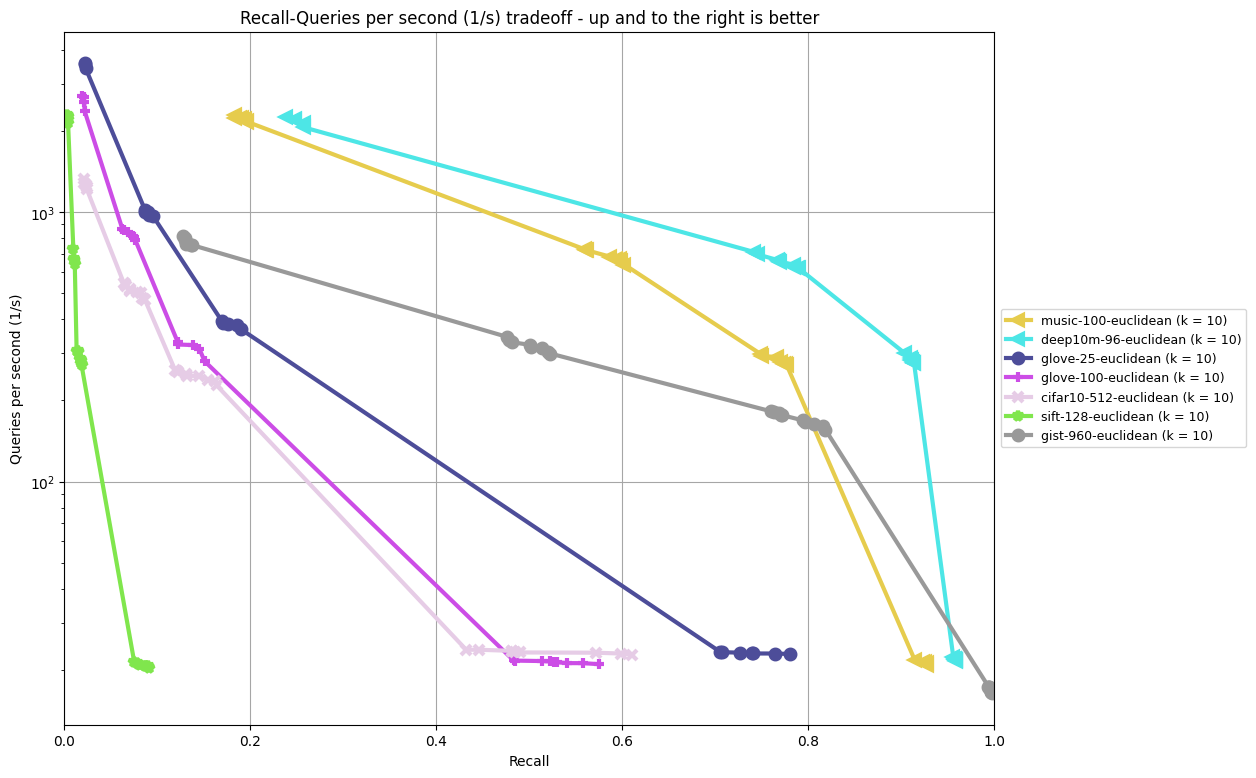 Recall-Queries per second (1/s) tradeoff - up and to the right is better
Queries per second (1/s)
10³
10²
0.0 0.2 0.4 0.6 0.8 1.0
Recall
music-100-euclidean (k = 10)
deep10m-96-euclidean (k = 10)
glove-25-euclidean (k = 10)
glove-100-euclidean (k = 10)
cifar10-512-euclidean (k = 10)
sift-128-euclidean (k = 10)
gist-960-euclidean (k = 10)